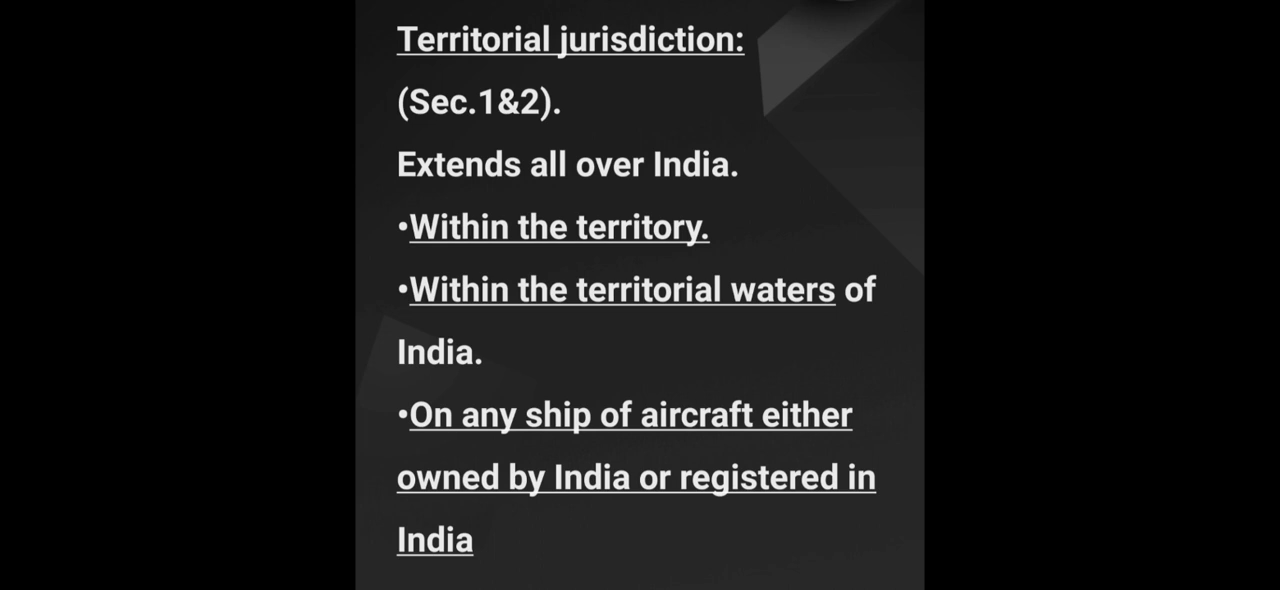 Territorial jurisdiction:
(Sec.1&2).
Extends all over India.
•Within the territory.
•Within the territorial waters of
India.
•On any ship of aircraft either
owned by India or registered in
India